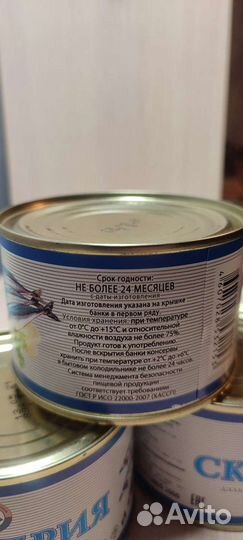 Срок годности:
НЕ БОЛЕЕ 24 МЕСЯЦЕВ
с даты изготовления
Дата изготовления указана на крышке
банки в первом ряду.
Условия хранения: при температуре
от 0°С до +15°С и относительной
влажности воздуха не более 75%.
Продукт готов к употреблению.
После вскрытия банки консервы
хранить при температуре от +2°С до +6°С
в бытовом холодильнике не более 24 часов.
Система менеджмента безопасности
пищевой продукции
соответствует требованиям
ГОСТ Р ИСО 22000-2007 (ХАССП)
СК
Avito